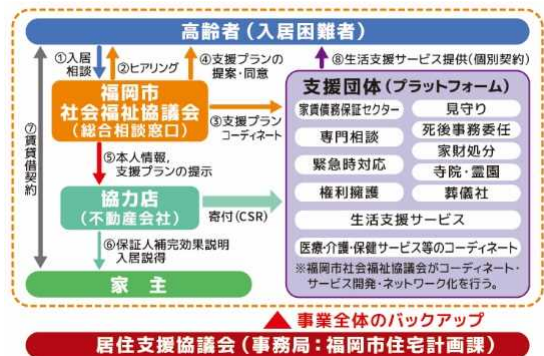 高齢者（入居困難者）
①入居
相談
②ヒアリング
④支援プランの
提案・同意
⑧生活支援サービス提供（個別契約）
福岡市
社会福祉協議会
（総合相談窓口）
③支援プラン
コーディネート
⑦賃貸借契約
⑤本人情報，
支援プランの提示
協力店
（不動産会社）
寄付（CSR）
⑥保証人補完効果説明
入居説得
家主
支援団体（プラットフォーム）
家賃債務保証セクター
見守り
専門相談
死後事務委任
緊急時対応
家財処分
権利擁護
寺院・霊園
葬儀社
生活支援サービス
医療・介護・保健サービス等のコーディネート
※福岡市社会福祉協議会がコーディネート・
サービス開発・ネットワーク化を行う。
事業全体のバックアップ
居住支援協議会（事務局：福岡市住宅計画課）